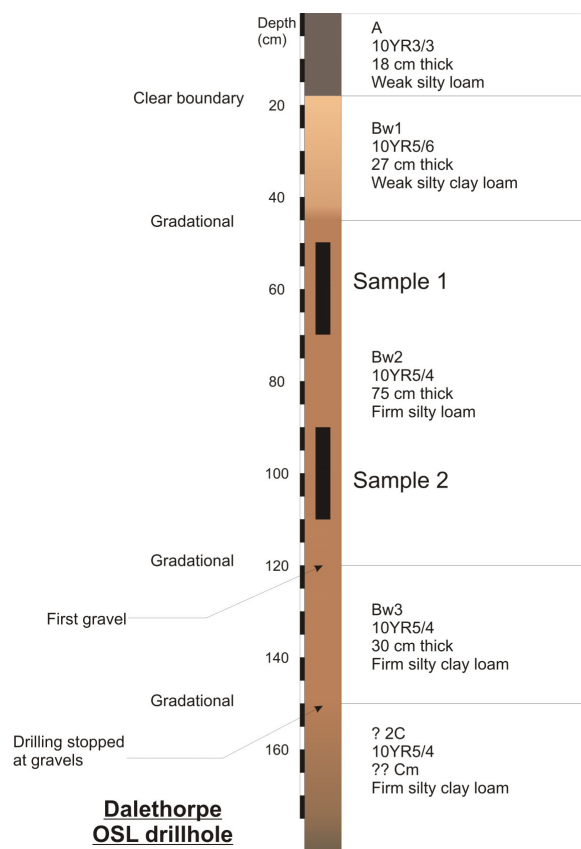 Depth
(cm)
A
10YR3/3
18 cm thick
Weak silty loam
Clear boundary
20
Bw1
10YR5/6
27 cm thick
Weak silty clay loam
40
Gradational
Sample 1
60
Bw2
10YR5/4
75 cm thick
Firm silty loam
80
100
Sample 2
Gradational
120
First gravel
Bw3
10YR5/4
30 cm thick
Firm silty clay loam
140
Gradational
Drilling stopped
at gravels
160
? 2C
10YR5/4
?? Cm
Firm silty clay loam
Dalethorpe
OSL drillhole